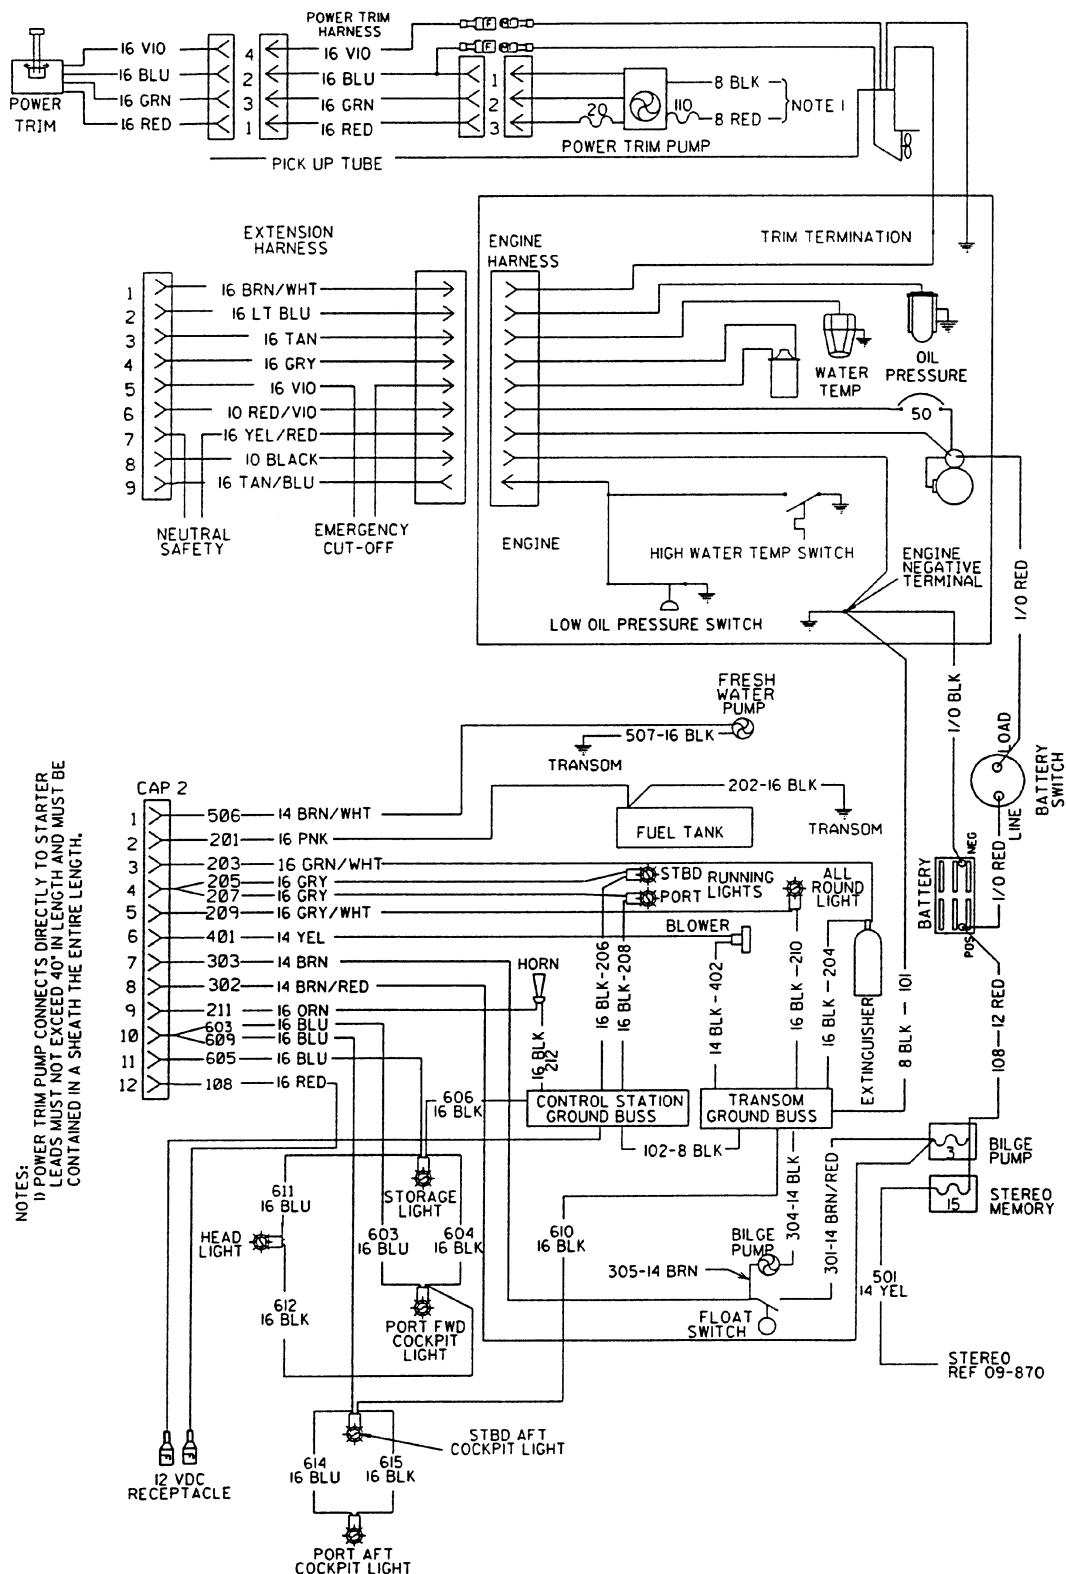 POWER TRIM
HARNESS
16 VIO
4
16 VIO
F
M
16 BLU
2
16 BLU
F
M
1
8 BLK
16 GRN
3
16 GRN
2
20
110
NOTE 1
16 RED
1
16 RED
3
8 RED
POWER
TRIM
POWER TRIM PUMP
PICK UP TUBE
EXTENSION
HARNESS
ENGINE
HARNESS
TRIM TERMINATION
1
16 BRN/WHT
2
16 LT BLU
3
16 TAN
4
16 GRY
5
16 VIO
6
10 RED/VIO
7
16 YEL/RED
8
10 BLACK
9
16 TAN/BLU
WATER
TEMP
OIL
PRESSURE
50
NEUTRAL
SAFETY
EMERGENCY
CUT-OFF
ENGINE
HIGH WATER TEMP SWITCH
ENGINE
NEGATIVE
TERMINAL
LOW OIL PRESSURE SWITCH
1/0 RED
1/0 BLK
LOAD
LINE
BATTERY
SWITCH
BATTERY
NEG
POS
1/0 RED
108-12 RED
FRESH
WATER
PUMP
507-16 BLK
TRANSOM
202-16 BLK
FUEL TANK
TRANSOM
NOTES:
1) POWER TRIM PUMP CONNECTS DIRECTLY TO STARTER
LEADS MUST NOT EXCEED 40" IN LENGTH AND MUST BE
CONTAINED IN A SHEATH THE ENTIRE LENGTH.
CAP 2
1
506
14 BRN/WHT
2
201
16 PNK
3
203
16 GRN/WHT
4
205
16 GRY
207
16 GRY
5
209
16 GRY/WHT
6
401
14 YEL
7
303
14 BRN
8
302
14 BRN/RED
9
211
16 ORN
10
603
16 BLU
609
16 BLU
11
605
16 BLU
12
108
16 RED
STBD
PORT
RUNNING
LIGHTS
ALL
ROUND
LIGHT
BLOWER
HORN
16 BLK
212
16 BLK-206
16 BLK-208
14 BLK - 402
16 BLK - 210
16 BLK - 204
EXTINGUISHER
8 BLK - 101
606
16 BLK
CONTROL STATION
GROUND BUSS
TRANSOM
GROUND BUSS
102-8 BLK
3
BILGE
PUMP
15
STEREO
MEMORY
611
16 BLU
STORAGE
LIGHT
HEAD
LIGHT
603
16 BLU
604
16 BLK
610
16 BLK
304-14 BLK
301-14 BRN/RED
BILGE
PUMP
305-14 BRN
FLOAT
SWITCH
501
14 YEL
612
16 BLK
PORT FWD
COCKPIT
LIGHT
STEREO
REF 09-870
614
16 BLU
615
16 BLK
STBD AFT
COCKPIT LIGHT
12 VDC
RECEPTACLE
F
F
PORT AFT
COCKPIT LIGHT